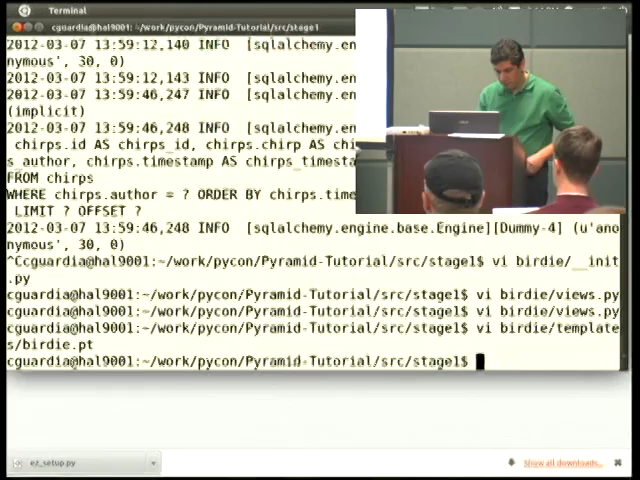 Terminal
cguardia@hal9001: ~/work/pycon/Pyramid-Tutorial/src/stage1
2012-03-07 13:59:12,140 INFO  [sqlalchemy.en
nymous', 30, 0)
2012-03-07 13:59:12,143 INFO  [sqlalchemy.en
2012-03-07 13:59:46,247 INFO  [sqlalchemy.en
(implicit)
2012-03-07 13:59:46,248 INFO  [sqlalchemy.en
chirps.id AS chirps_id, chirps.chirp AS ch
s_author, chirps.timestamp AS chirps_timesta
FROM chirps
WHERE chirps.author = ? ORDER BY chirps.time
LIMIT ? OFFSET ?
2012-03-07 13:59:46,248 INFO  [sqlalchemy.engine.base.Engine][Dummy-4] (u'ano
nymous', 30, 0)
^Ccguardia@hal9001:~/work/pycon/Pyramid-Tutorial/src/stage1$ vi birdie/__init
.py
cguardia@hal9001:~/work/pycon/Pyramid-Tutorial/src/stage1$ vi birdie/views.py
cguardia@hal9001:~/work/pycon/Pyramid-Tutorial/src/stage1$ vi birdie/views.py
cguardia@hal9001:~/work/pycon/Pyramid-Tutorial/src/stage1$ vi birdie/template
s/birdie.pt
cguardia@hal9001:~/work/pycon/Pyramid-Tutorial/src/stage1$
ez_setup.py
Show all downloads...